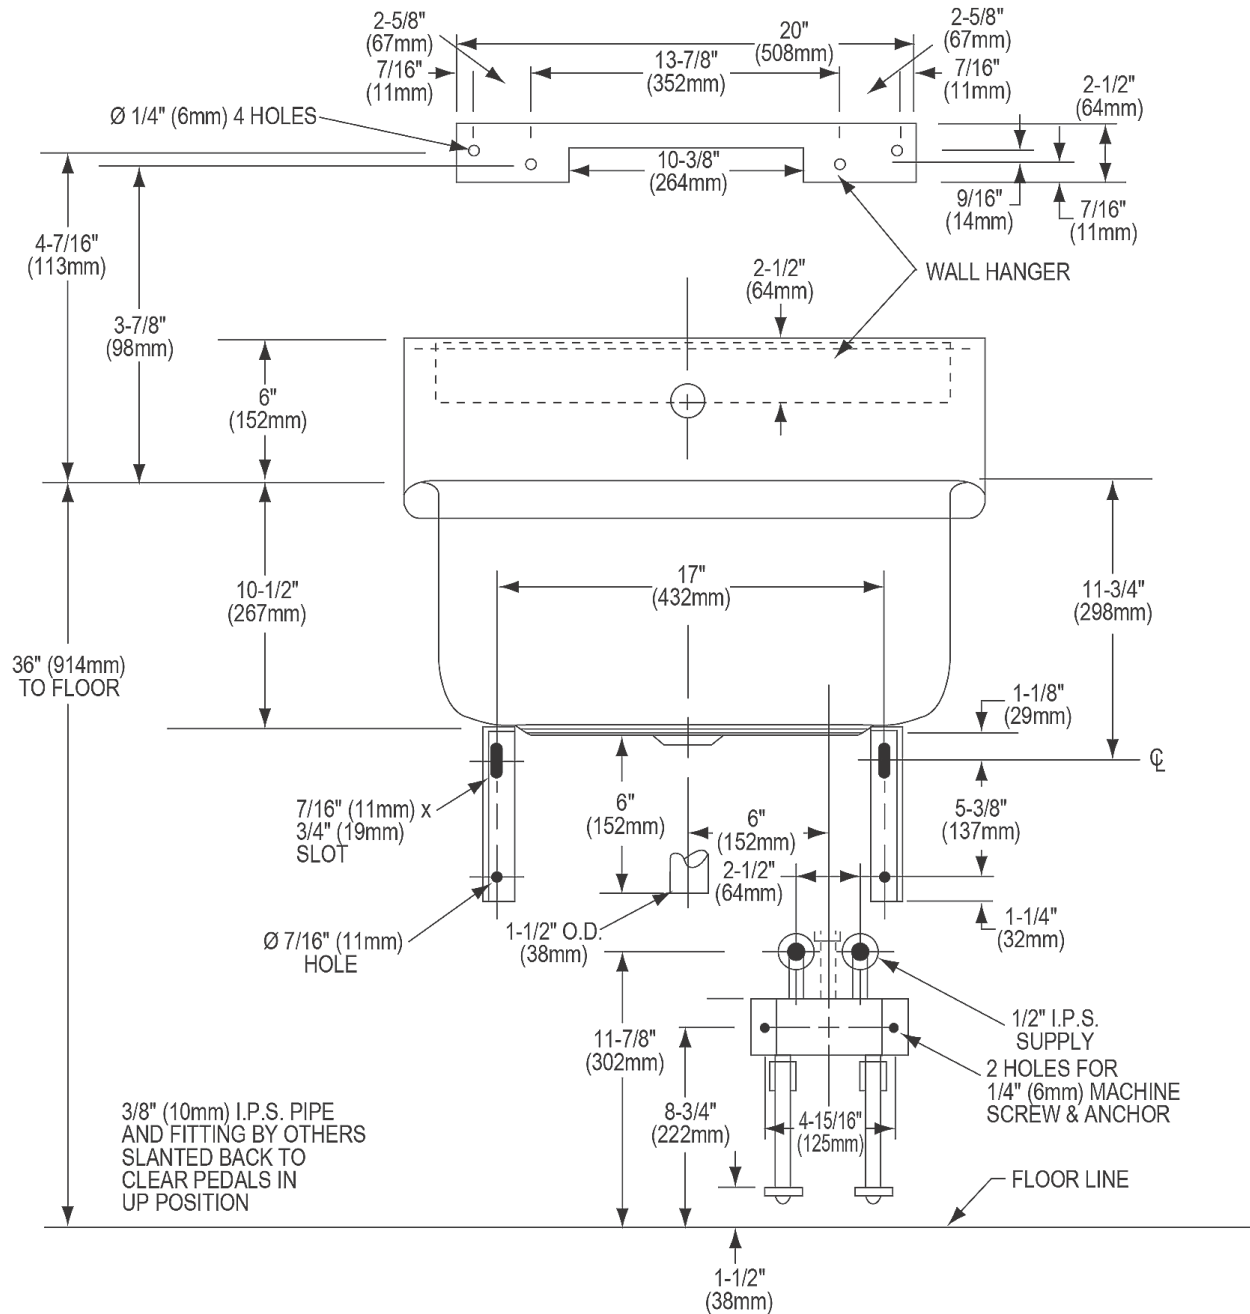 2-5/8"
(67mm)
20"
(508mm)
2-5/8"
(67mm)
7/16"
(11mm)
13-7/8"
(352mm)
7/16"
(11mm)
2-1/2"
(64mm)
Ø 1/4" (6mm) 4 HOLES
10-3/8"
(264mm)
9/16"
(14mm)
7/16"
(11mm)
4-7/16"
(113mm)
2-1/2"
(64mm)
WALL HANGER
3-7/8"
(98mm)
6"
(152mm)
10-1/2"
(267mm)
17"
(432mm)
11-3/4"
(298mm)
36" (914mm)
TO FLOOR
1-1/8"
(29mm)
℄
7/16" (11mm) x
3/4" (19mm)
SLOT
6"
(152mm)
6"
(152mm)
5-3/8"
(137mm)
2-1/2"
(64mm)
1-1/4"
(32mm)
Ø 7/16" (11mm)
HOLE
1-1/2" O.D.
(38mm)
11-7/8"
(302mm)
1/2" I.P.S.
SUPPLY
2 HOLES FOR
1/4" (6mm) MACHINE
SCREW & ANCHOR
8-3/4"
(222mm)
4-15/16"
(125mm)
3/8" (10mm) I.P.S. PIPE
AND FITTING BY OTHERS
SLANTED BACK TO
CLEAR PEDALS IN
UP POSITION
FLOOR LINE
1-1/2"
(38mm)